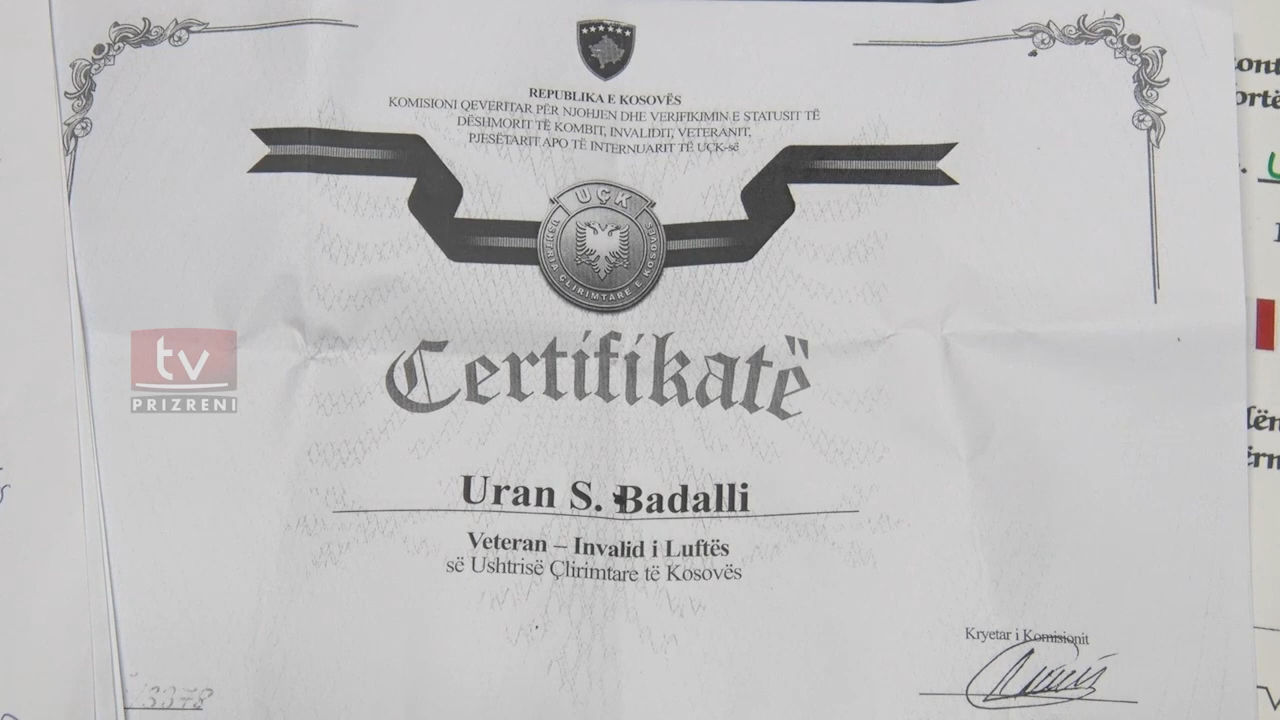 REPUBLIKA E KOSOVËS
KOMISIONI QEVERITAR PËR NJOHJEN DHE VERIFIKIMIN E STATUSIT TË
DËSHMORIT TË KOMBIT, INVALIDIT, VETERANIT,
PJESËTARIT APO TË INTERNUARIT TË UÇK-së
UÇK
USHTRIA ÇLIRIMTARE E KOSOVËS
tv
PRIZRENI
Certifikatë
Uran S. Badalli
Veteran – Invalid i Luftës
së Ushtrisë Çlirimtare të Kosovës
Kryetar i Komisionit
13378